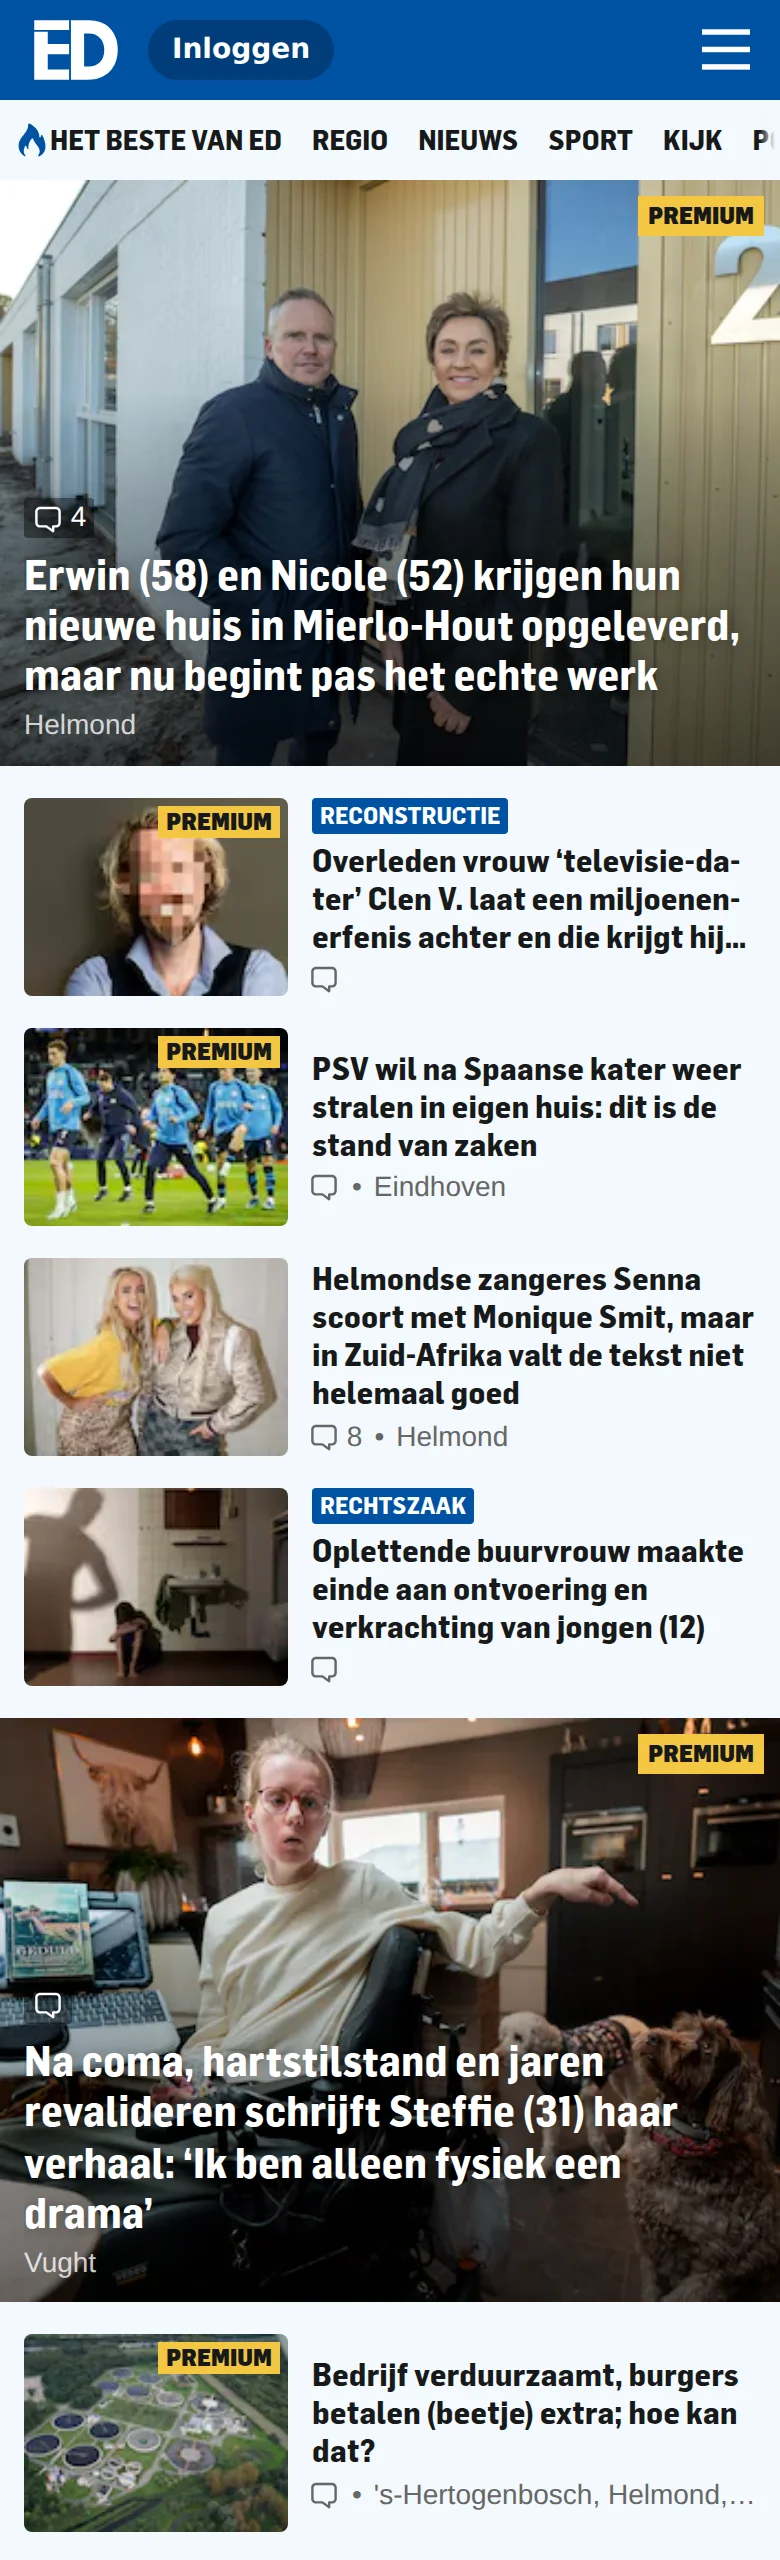 ED Inloggen
HET BESTE VAN ED REGIO NIEUWS SPORT KIJK
PREMIUM
2
4
Erwin (58) en Nicole (52) krijgen hun
nieuwe huis in Mierlo-Hout opgeleverd,
maar nu begint pas het echte werk
Helmond
PREMIUM
RECONSTRUCTIE
Overleden vrouw ‘televisie-da-
ter’ Clen V. laat een miljoenen-
erfenis achter en die krijgt hij...
PREMIUM
PSV wil na Spaanse kater weer
stralen in eigen huis: dit is de
stand van zaken
• Eindhoven
Helmondse zangeres Senna
scoort met Monique Smit, maar
in Zuid-Afrika valt de tekst niet
helemaal goed
8 • Helmond
RECHTSZAAK
Oplettende buurvrouw maakte
einde aan ontvoering en
verkrachting van jongen (12)
PREMIUM
GEDULD
Na coma, hartstilstand en jaren
revalideren schrijft Steffie (31) haar
verhaal: ‘Ik ben alleen fysiek een
drama’
Vught
PREMIUM
Bedrijf verduurzaamt, burgers
betalen (beetje) extra; hoe kan
dat?
• 's-Hertogenbosch, Helmond,...